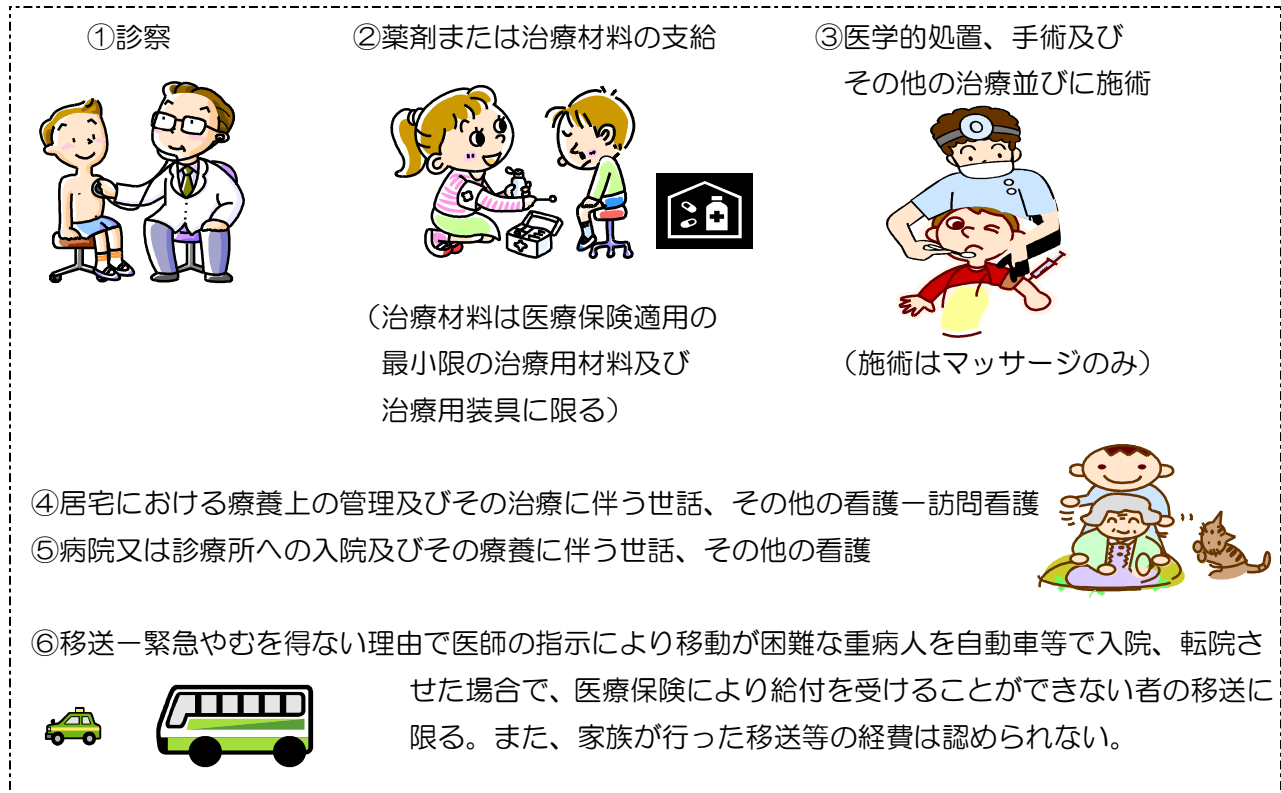 ①診察
②薬剤または治療材料の支給
③医学的処置、手術及び
その他の治療並びに施術
（治療材料は医療保険適用の
最小限の治療用材料及び
治療用装具に限る）
（施術はマッサージのみ）
④居宅における療養上の管理及びその治療に伴う世話、その他の看護－訪問看護
⑤病院又は診療所への入院及びその療養に伴う世話、その他の看護
⑥移送－緊急やむを得ない理由で医師の指示により移動が困難な重病人を自動車等で入院、転院さ
せた場合で、医療保険により給付を受けることができない者の移送に
限る。また、家族が行った移送等の経費は認められない。